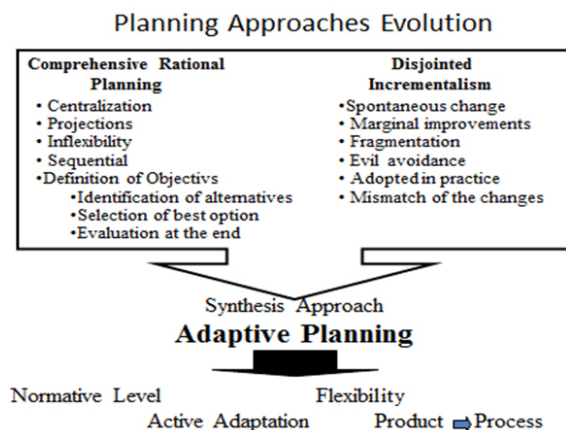 Planning Approaches Evolution
Comprehensive Rational
Planning
• Centralization
• Projections
• Inflexibility
• Sequential
• Definition of Objectivs
• Identification of alternatives
• Selection of best option
• Evaluation at the end
Disjointed
Incrementalism
• Spontaneous change
• Marginal improvements
• Fragmentation
• Evil avoidance
• Adopted in practice
• Mismatch of the changes
Synthesis Approach
Adaptive Planning
Normative Level
Flexibility
Active Adaptation
Product ➡ Process